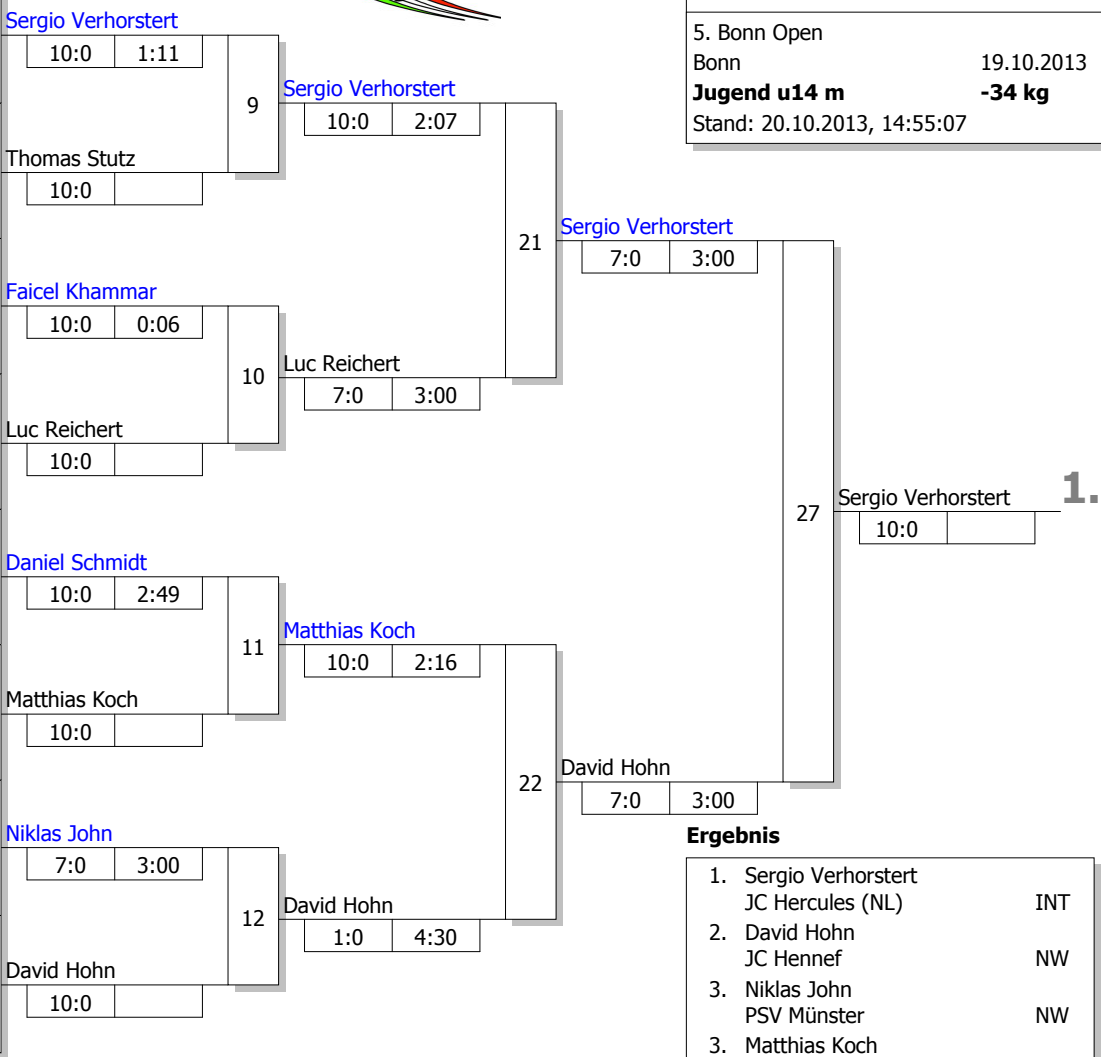 5. Bonn Open
Bonn 19.10.2013
Jugend u14 m -34 kg
Stand: 20.10.2013, 14:55:07
Sergio Verhorstert
10:0 1:11
9
Thomas Stutz
10:0
Sergio Verhorstert
10:0 2:07
21
Faicel Khammar
10:0 0:06
10
Luc Reichert
10:0
Luc Reichert
7:0 3:00
Sergio Verhorstert
7:0 3:00
27
Sergio Verhorstert 1.
10:0
Daniel Schmidt
10:0 2:49
11
Matthias Koch
10:0
Matthias Koch
10:0 2:16
22
Niklas John
7:0 3:00
12
David Hohn
10:0
David Hohn
1:0 4:30
David Hohn
7:0 3:00
Ergebnis
1. Sergio Verhorstert
JC Hercules (NL) INT
2. David Hohn
JC Hennef NW
3. Niklas John
PSV Münster NW
3. Matthias Koch